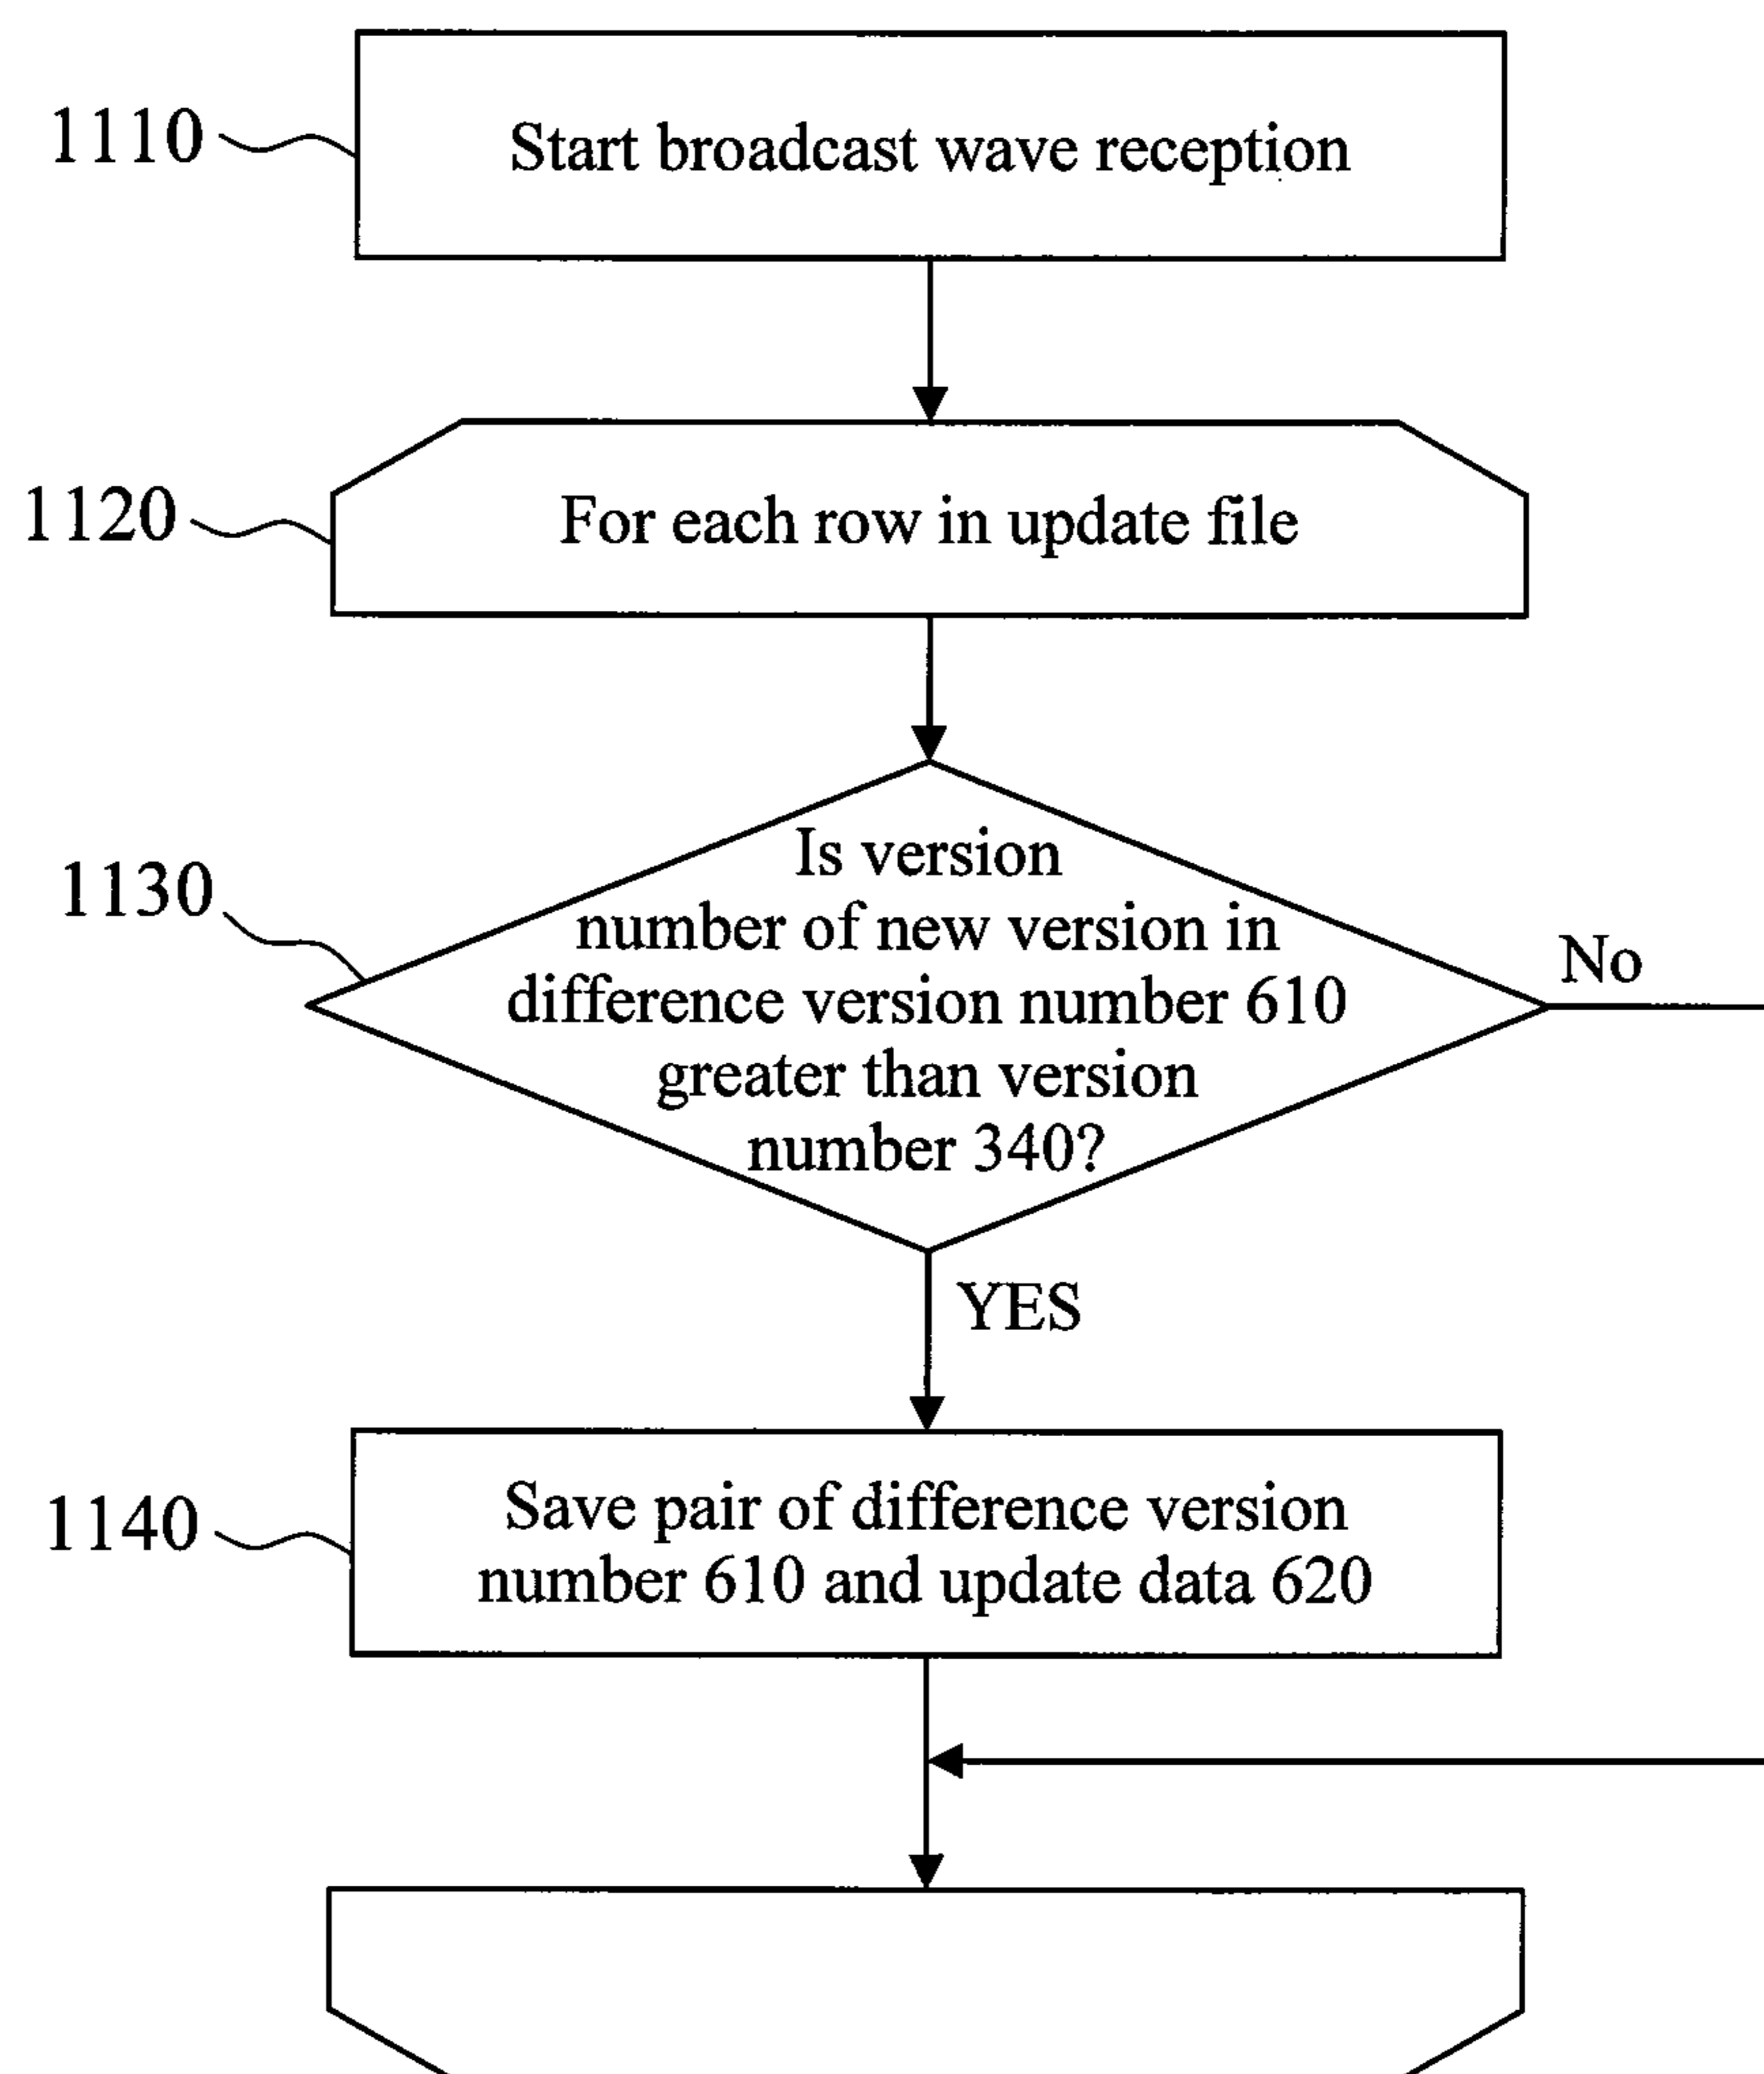 1110
Start broadcast wave reception
1120
For each row in update file
1130
Is version
number of new version in
difference version number 610
greater than version
number 340?
No
YES
1140
Save pair of difference version
number 610 and update data 620